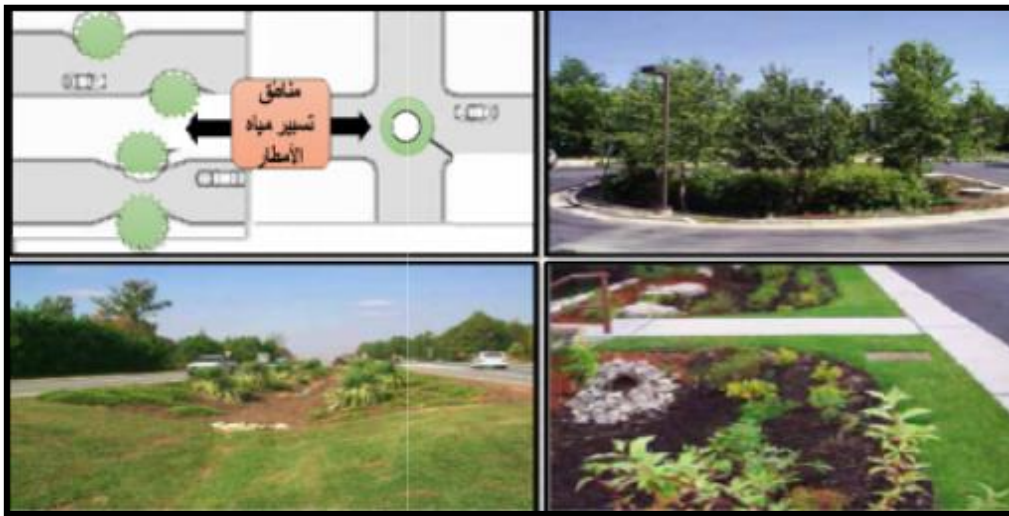 مناطق
تسيير مياه
الأمطار